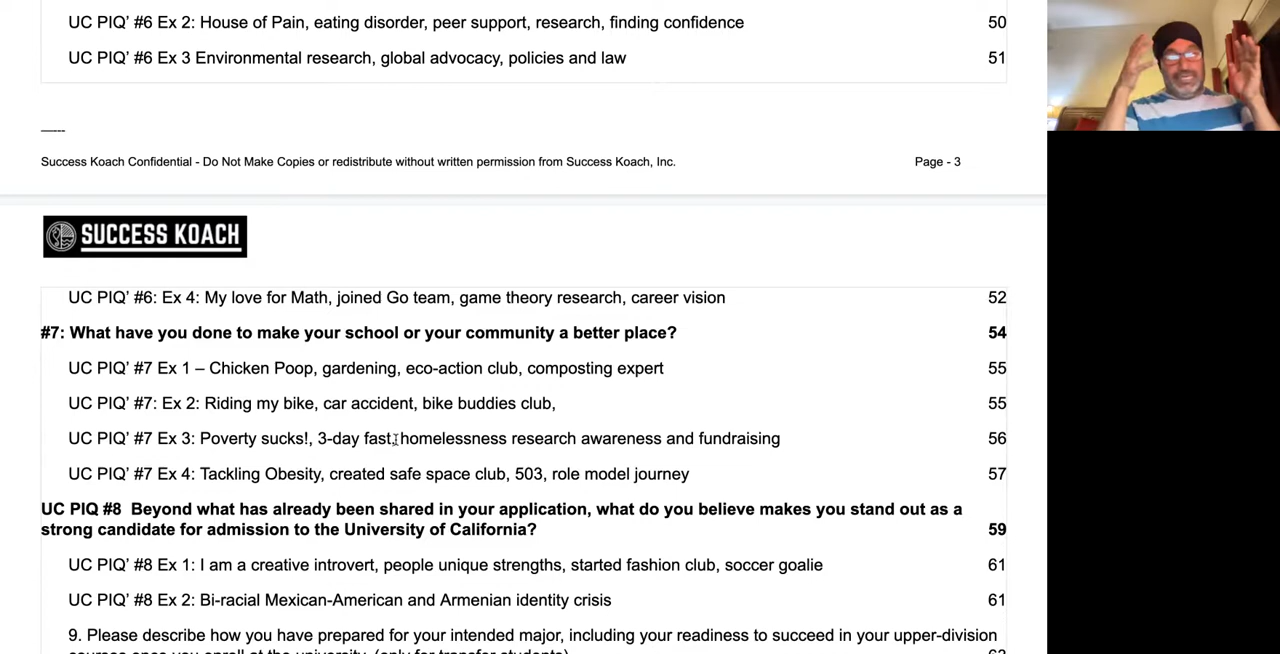 UC PIQ' #6 Ex 2: House of Pain, eating disorder, peer support, research, finding confidence 50
UC PIQ' #6 Ex 3 Environmental research, global advocacy, policies and law 51
Success Koach Confidential - Do Not Make Copies or redistribute without written permission from Success Koach, Inc. Page - 3
SUCCESS KOACH
UC PIQ' #6: Ex 4: My love for Math, joined Go team, game theory research, career vision 52
#7: What have you done to make your school or your community a better place? 54
UC PIQ' #7 Ex 1 – Chicken Poop, gardening, eco-action club, composting expert 55
UC PIQ' #7: Ex 2: Riding my bike, car accident, bike buddies club, 55
UC PIQ' #7 Ex 3: Poverty sucks!, 3-day fast, homelessness research awareness and fundraising 56
UC PIQ' #7 Ex 4: Tackling Obesity, created safe space club, 503, role model journey 57
UC PIQ #8 Beyond what has already been shared in your application, what do you believe makes you stand out as a
strong candidate for admission to the University of California? 59
UC PIQ' #8 Ex 1: I am a creative introvert, people unique strengths, started fashion club, soccer goalie 61
UC PIQ' #8 Ex 2: Bi-racial Mexican-American and Armenian identity crisis 61
9. Please describe how you have prepared for your intended major, including your readiness to succeed in your upper-division
courses once you enroll at the university. (only for transfer students)